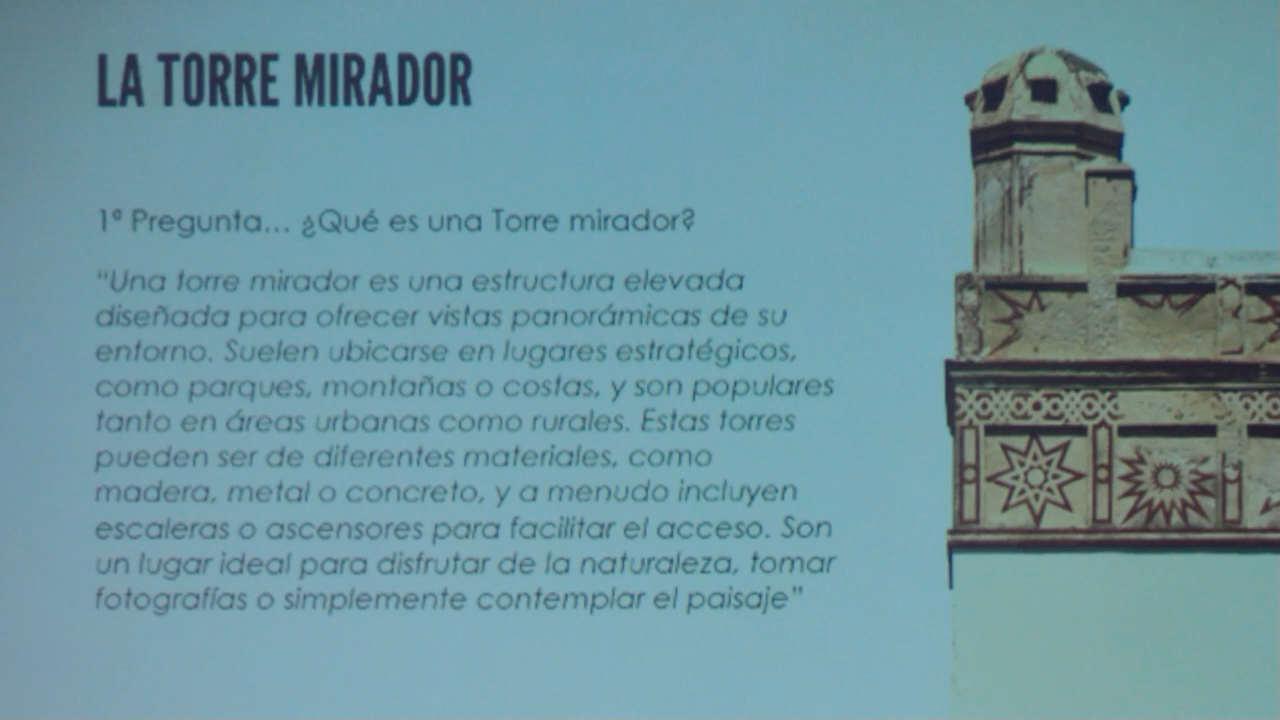 LA TORRE MIRADOR
1ª Pregunta... ¿Qué es una Torre mirador?
“Una torre mirador es una estructura elevada
diseñada para ofrecer vistas panorámicas de su
entorno. Suelen ubicarse en lugares estratégicos,
como parques, montañas o costas, y son populares
tanto en áreas urbanas como rurales. Estas torres
pueden ser de diferentes materiales, como
madera, metal o concreto, y a menudo incluyen
escaleras o ascensores para facilitar el acceso. Son
un lugar ideal para disfrutar de la naturaleza, tomar
fotografías o simplemente contemplar el paisaje”